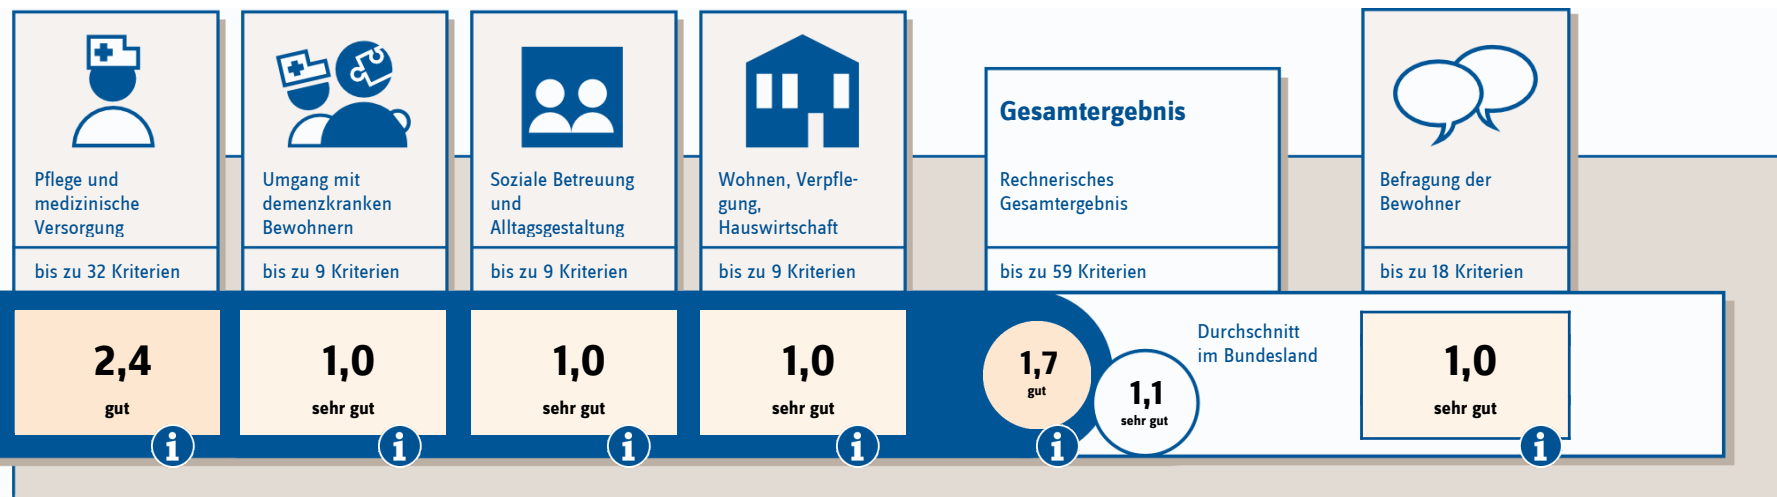 Pflege und
medizinische
Versorgung
bis zu 32 Kriterien
2,4
gut
Umgang mit
demenzkranken
Bewohnern
bis zu 9 Kriterien
1,0
sehr gut
Soziale Betreuung
und
Alltagsgestaltung
bis zu 9 Kriterien
1,0
sehr gut
Wohnen, Verpfle-
gung,
Hauswirtschaft
bis zu 9 Kriterien
1,0
sehr gut
Gesamtergebnis
Rechnerisches
Gesamtergebnis
bis zu 59 Kriterien
1,7
gut
1,1
sehr gut
Durchschnitt
im Bundesland
Befragung der
Bewohner
bis zu 18 Kriterien
1,0
sehr gut